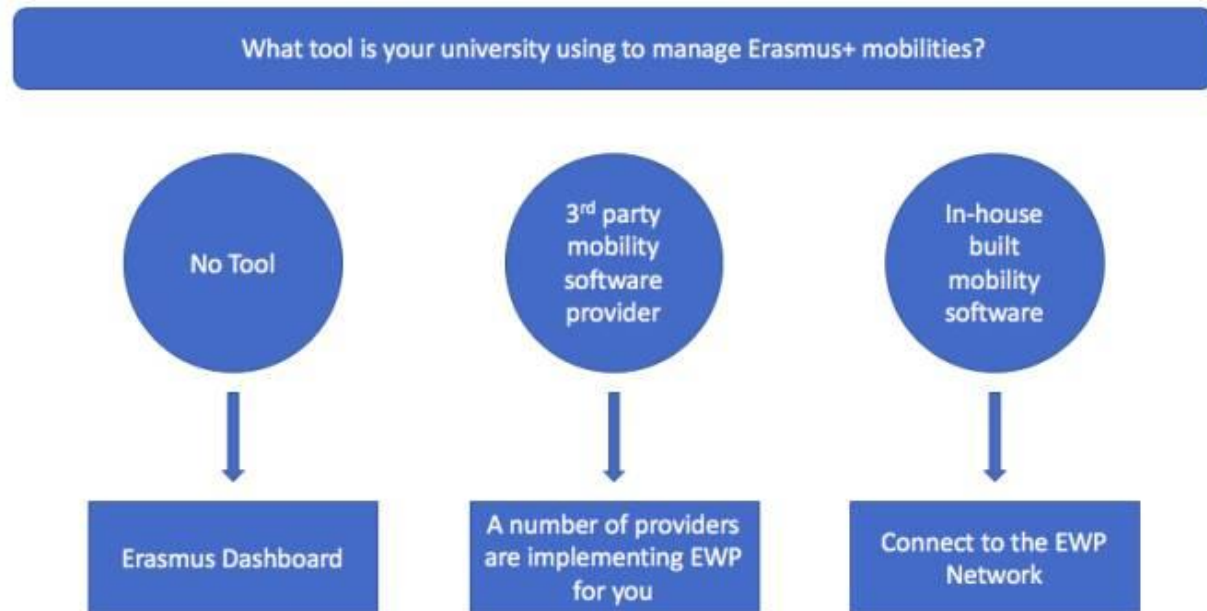 What tool is your university using to manage Erasmus+ mobilities?
No Tool
3rd party
mobility
software
provider
In-house
built
mobility
software
Erasmus Dashboard
A number of providers
are implementing EWP
for you
Connect to the EWP
Network